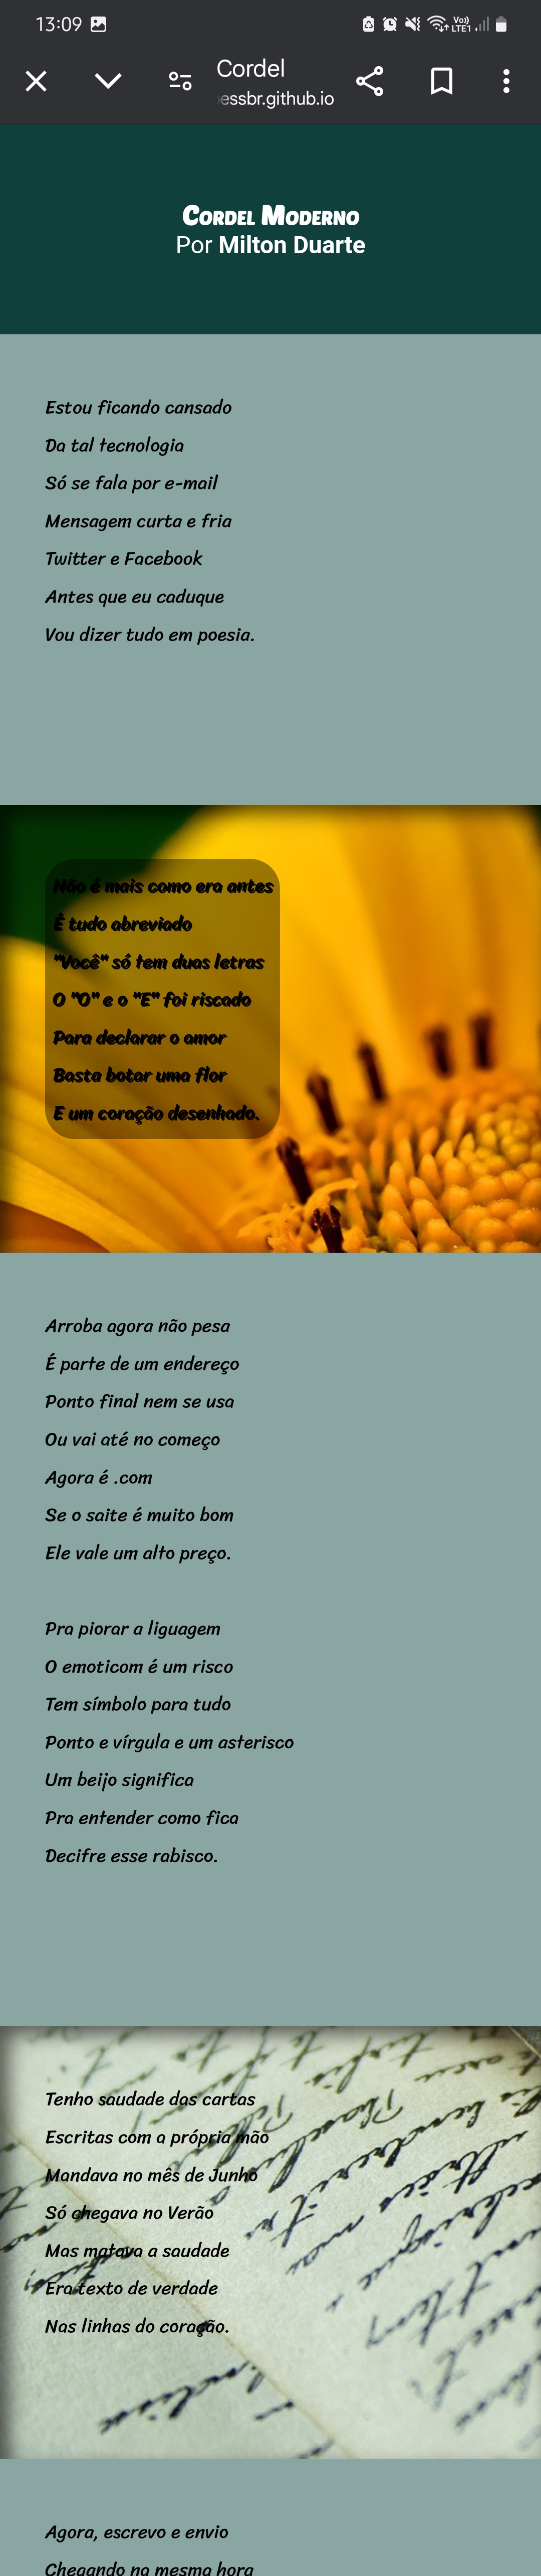 13:09
Vo))
LTE1
Cordel
essbr.github.io
Cordel Moderno
Por Milton Duarte
Estou ficando cansado
Da tal tecnologia
Só se fala por e-mail
Mensagem curta e fria
Twitter e Facebook
Antes que eu caduque
Vou dizer tudo em poesia.
Não é mais como era antes
É tudo abreviado
"Você" só tem duas letras
O "O" e o "E" foi riscado
Para declarar o amor
Basta botar uma flor
E um coração desenhado.
Arroba agora não pesa
É parte de um endereço
Ponto final nem se usa
Ou vai até no começo
Agora é .com
Se o saite é muito bom
Ele vale um alto preço.
Pra piorar a liguagem
O emoticom é um risco
Tem símbolo para tudo
Ponto e vírgula e um asterisco
Um beijo significa
Pra entender como fica
Decifre esse rabisco.
Tenho saudade das cartas
Escritas com a própria mão
Mandava no mês de Junho
Só chegava no Verão
Mas matava a saudade
Era texto de verdade
Nas linhas do coração.
Agora, escrevo e envio
Chegando na mesma hora